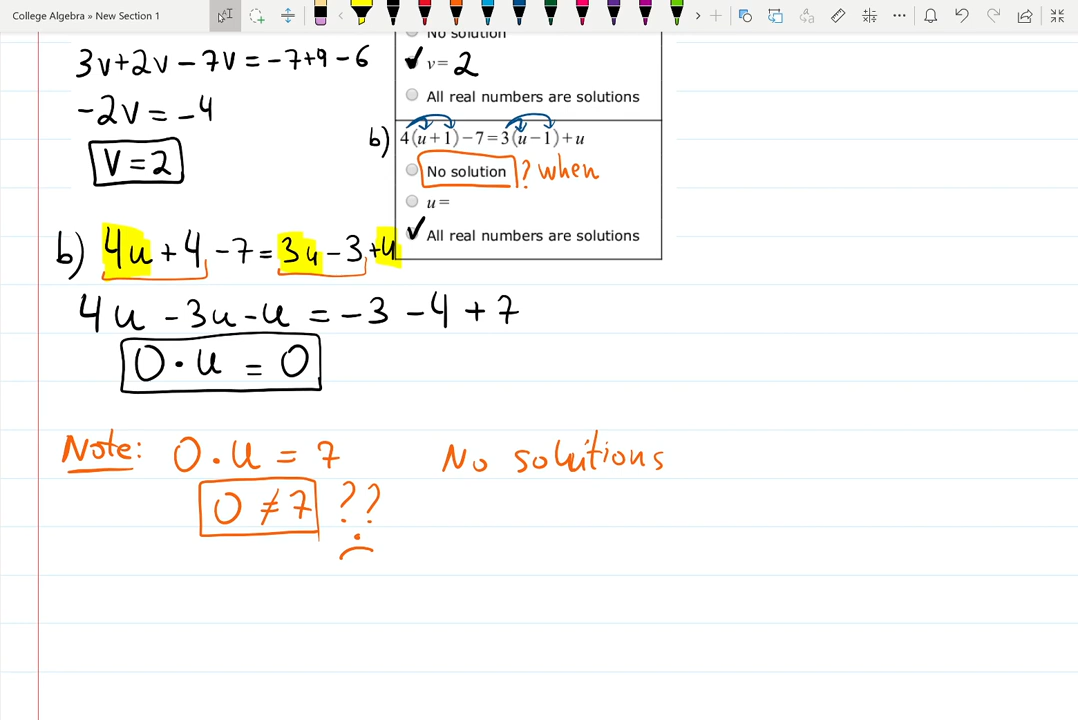 College Algebra » New Section 1
No solution
3v+2v-7v=-7+9-6
v= 2
-2v=-4
All real numbers are solutions
V=2
b) 4(u+1)-7=3(u-1)+u
No solution ? when
u=
All real numbers are solutions
b) 4u+4-7=3u-3+u
4u-3u-u=-3-4+7
0·u=0
Note: 0·u=7 No solutions
0≠7 ??